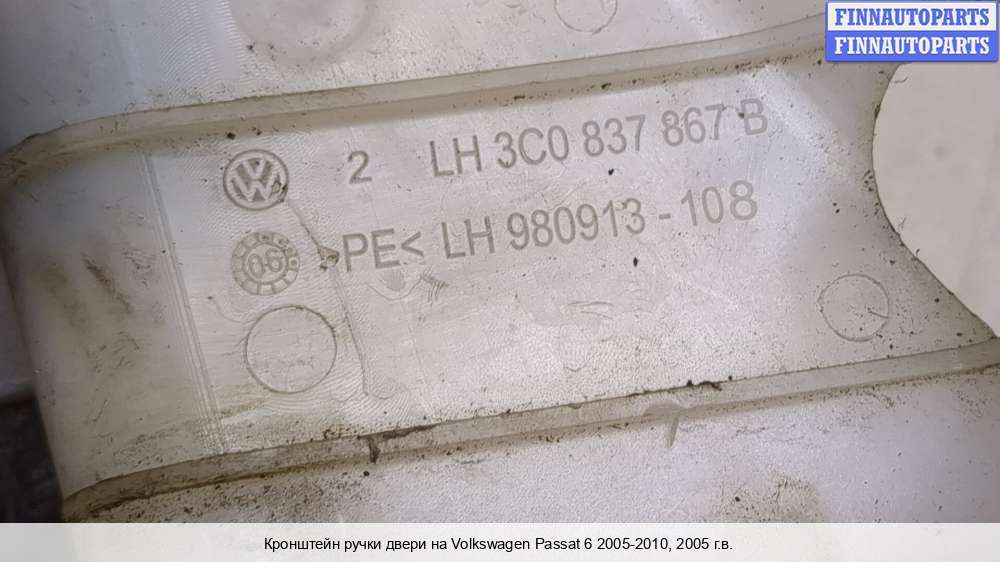 FINNAUTOPARTS
FINNAUTOPARTS
2 LH 3C0 837 867 B
>PE< LH 980913 - 108
06
Кронштейн ручки двери на Volkswagen Passat 6 2005-2010, 2005 г.в.